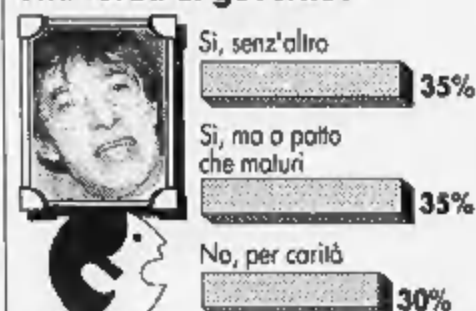 Sì, senz'altro
35%
Sì, ma a patto
che maturi
35%
No, per carità
30%